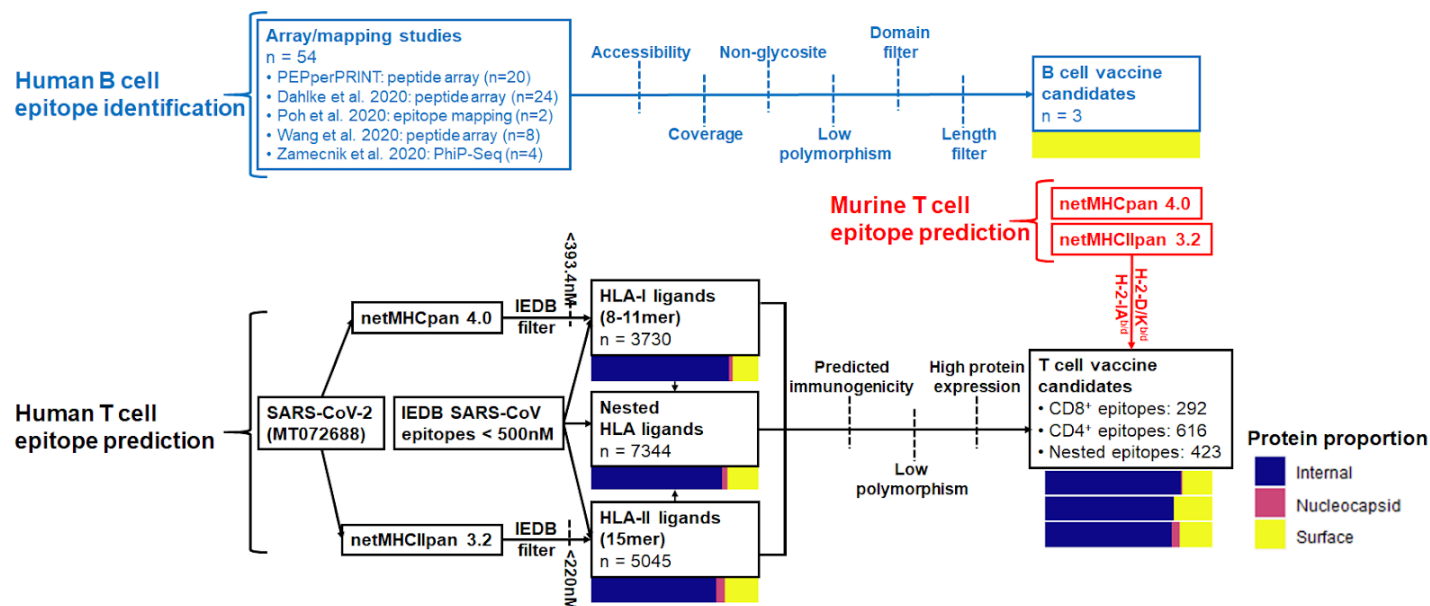 Human B cell
epitope identification
Array/mapping studies
n = 54
• PEPperPRINT: peptide array (n=20)
• Dahlke et al. 2020: peptide array (n=24)
• Poh et al. 2020: epitope mapping (n=2)
• Wang et al. 2020: peptide array (n=8)
• Zamecnik et al. 2020: PhiP-Seq (n=4)
Accessibility
Coverage
Non-glycosite
Low
polymorphism
Domain
filter
Length
filter
B cell vaccine
candidates
n = 3
Murine T cell
epitope prediction
netMHCpan 4.0
netMHCIIpan 3.2
H-2-D/Kb/d
H-2-IAb/d
Human T cell
epitope prediction
SARS-CoV-2
(MT072688)
netMHCpan 4.0
IEDB
filter
<393.4nM
IEDB SARS-CoV
epitopes < 500nM
netMHCIIpan 3.2
IEDB
filter
<220nM
HLA-I ligands
(8-11mer)
n = 3730
Nested
HLA ligands
n = 7344
HLA-II ligands
(15mer)
n = 5045
Predicted
immunogenicity
Low
polymorphism
High protein
expression
T cell vaccine
candidates
• CD8+ epitopes: 292
• CD4+ epitopes: 616
• Nested epitopes: 423
Protein proportion
Internal
Nucleocapsid
Surface